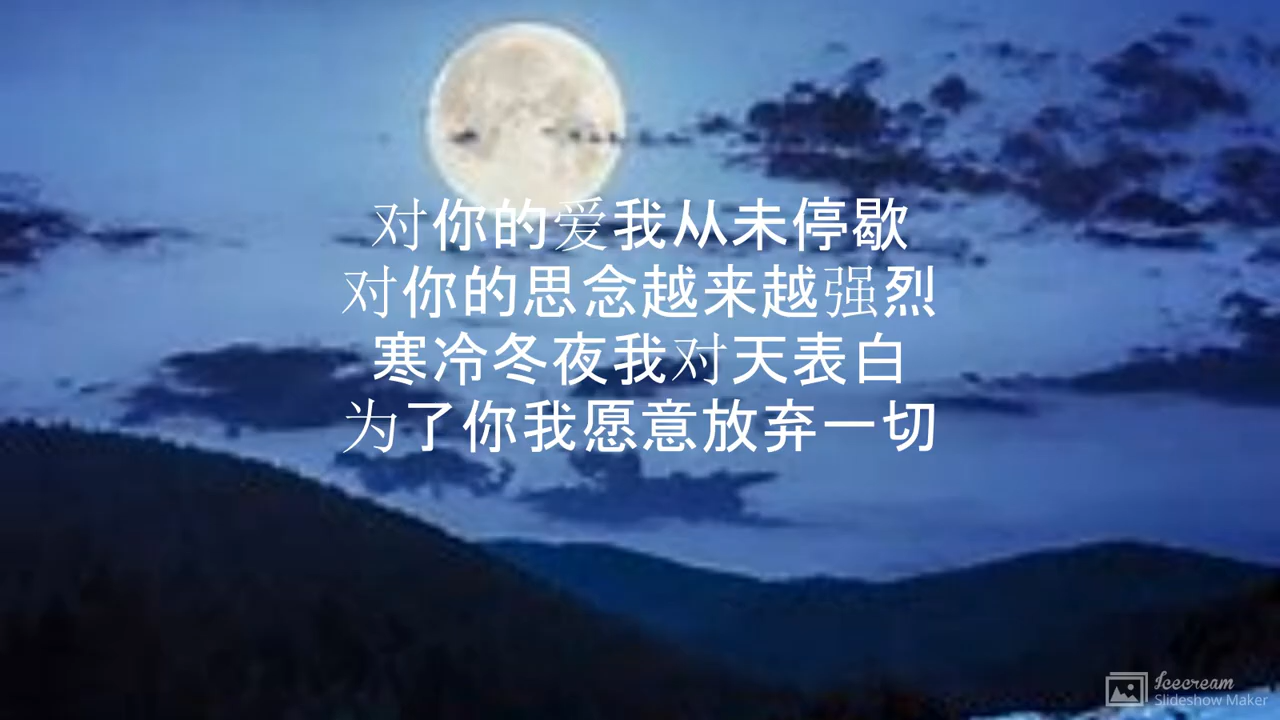 对你的爱我从未停歇
对你的思念越来越强烈
寒冷冬夜我对天表白
为了你我愿意放弃一切
Icecream
Slideshow Maker